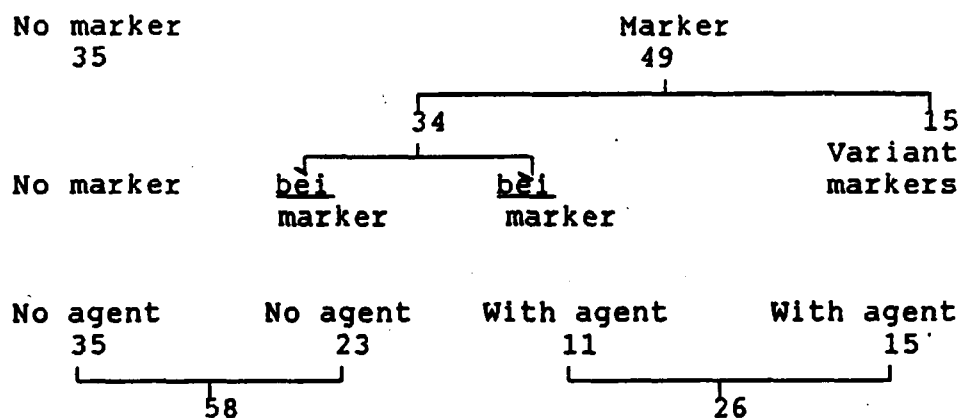 No marker Marker
35 49
34 15
Variant
No marker bei bei markers
marker marker
No agent No agent With agent With agent
35 23 11 15
58 26